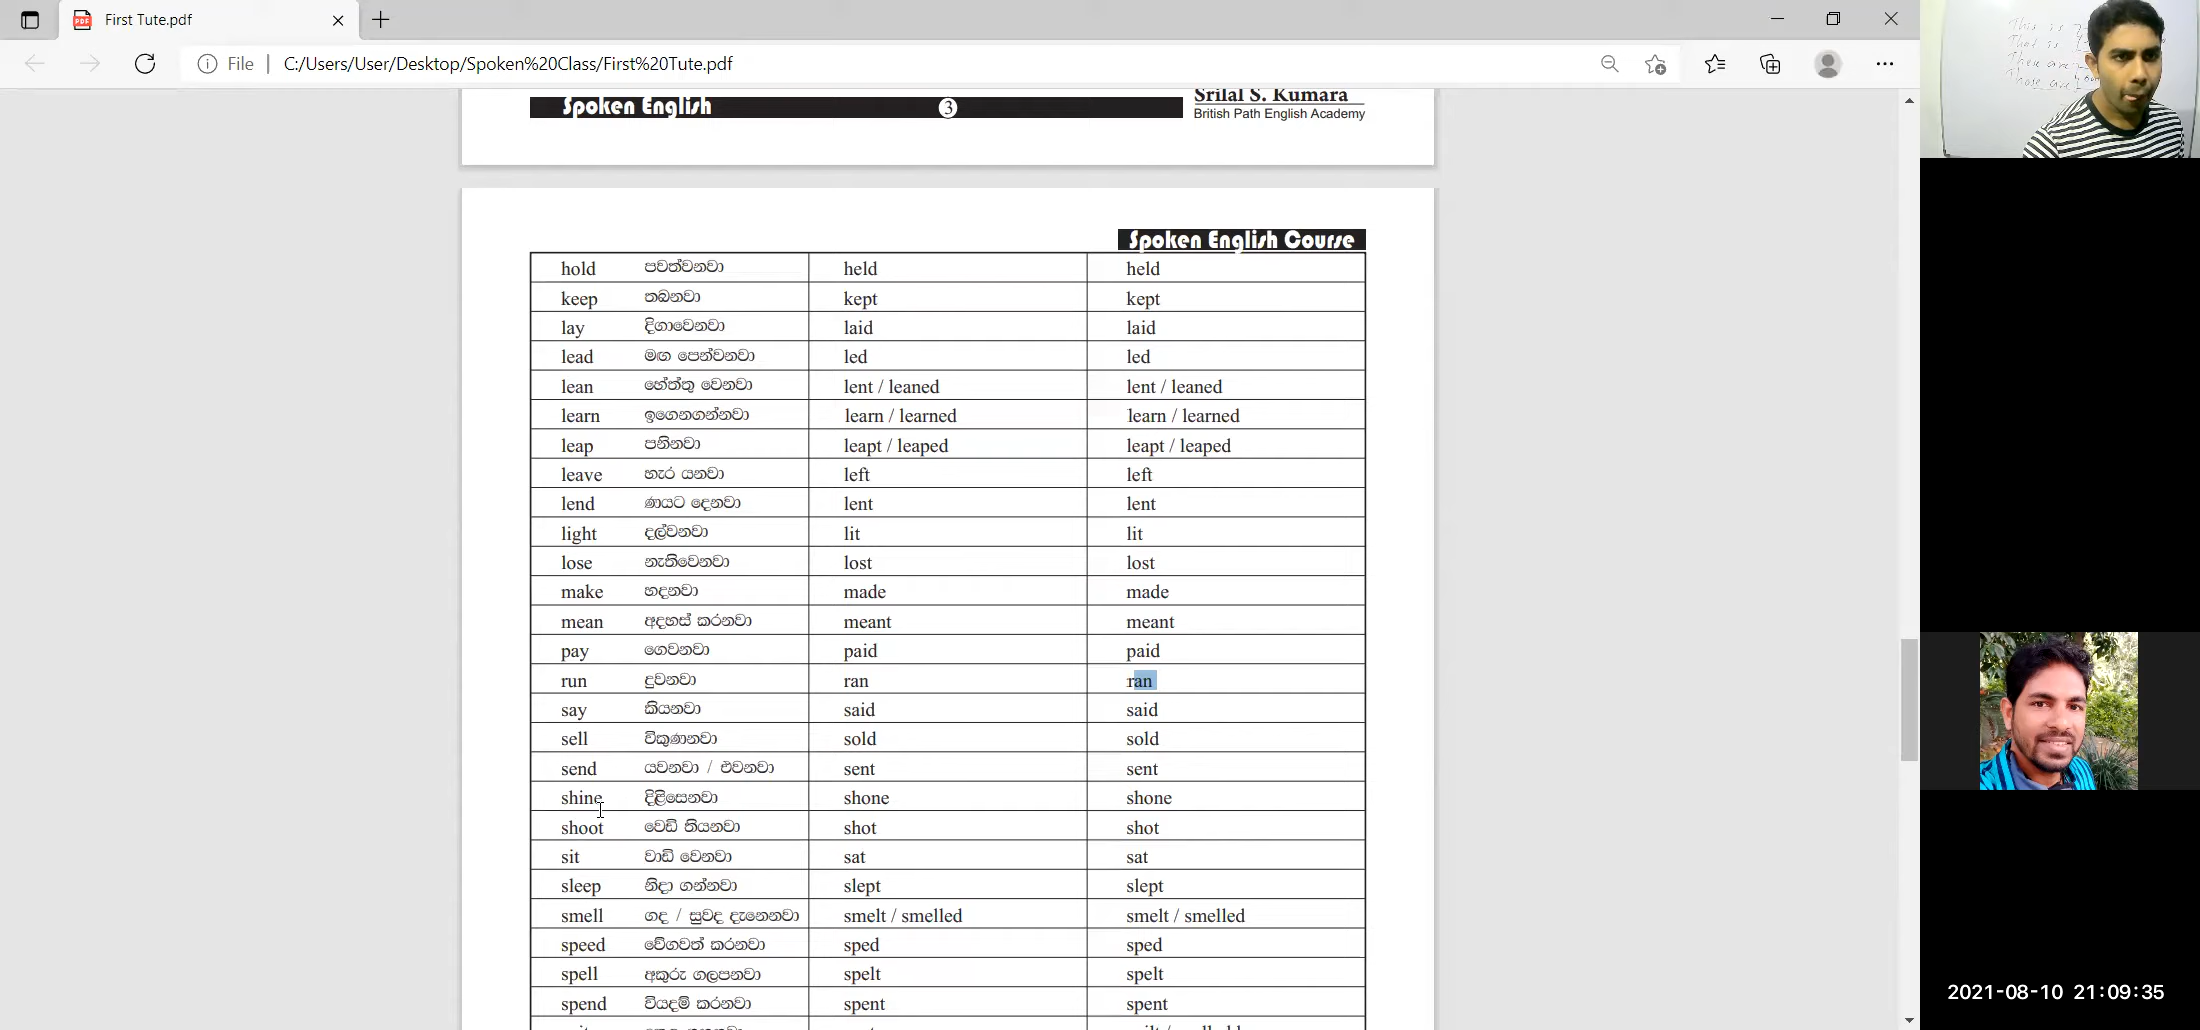 First Tute.pdf
File C:/Users/User/Desktop/Spoken%20Class/First%20Tute.pdf
Spoken English 3 Srilal S. Kumara
British Path English Academy
Spoken English Course
hold පවත්වනවා held held
keep තබනවා kept kept
lay දිගාවෙනවා laid laid
lead මඟ පෙන්වනවා led led
lean හේත්තු වෙනවා lent / leaned lent / leaned
learn ඉගෙනගන්නවා learn / learned learn / learned
leap පනිනවා leapt / leaped leapt / leaped
leave හැර යනවා left left
lend ණයට දෙනවා lent lent
light දල්වනවා lit lit
lose නැතිවෙනවා lost lost
make හදනවා made made
mean අදහස් කරනවා meant meant
pay ගෙවනවා paid paid
run දුවනවා ran ran
say කියනවා said said
sell විකුණනවා sold sold
send යවනවා / එවනවා sent sent
shine දිළිසෙනවා shone shone
shoot වෙඩි තියනවා shot shot
sit වාඩි වෙනවා sat sat
sleep නිදා ගන්නවා slept slept
smell ගඳ / සුවඳ දැනෙනවා smelt / smelled smelt / smelled
speed වේගවත් කරනවා sped sped
spell අකුරු ගලපනවා spelt spelt
spend වියදම් කරනවා spent spent
This is
That is
Those are
2021-08-10 21:09:35